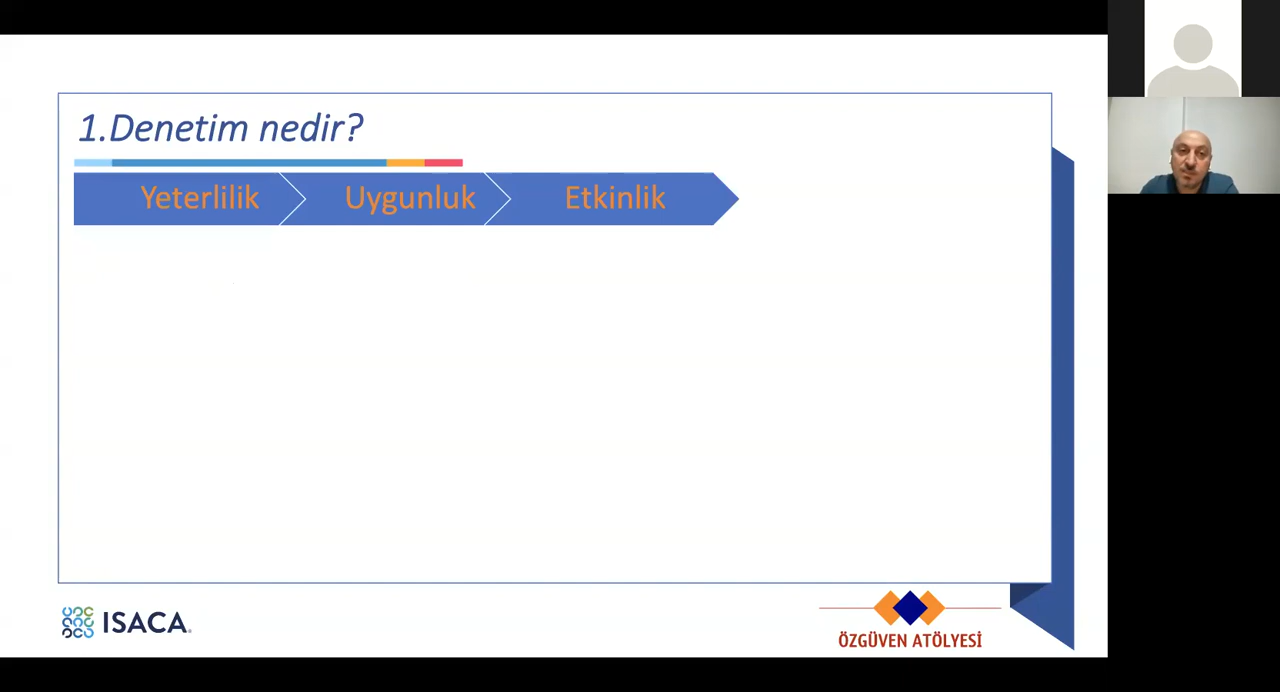 1.Denetim nedir?
Yeterlilik Uygunluk Etkinlik
ISACA.
ÖZGÜVEN ATÖLYESİ